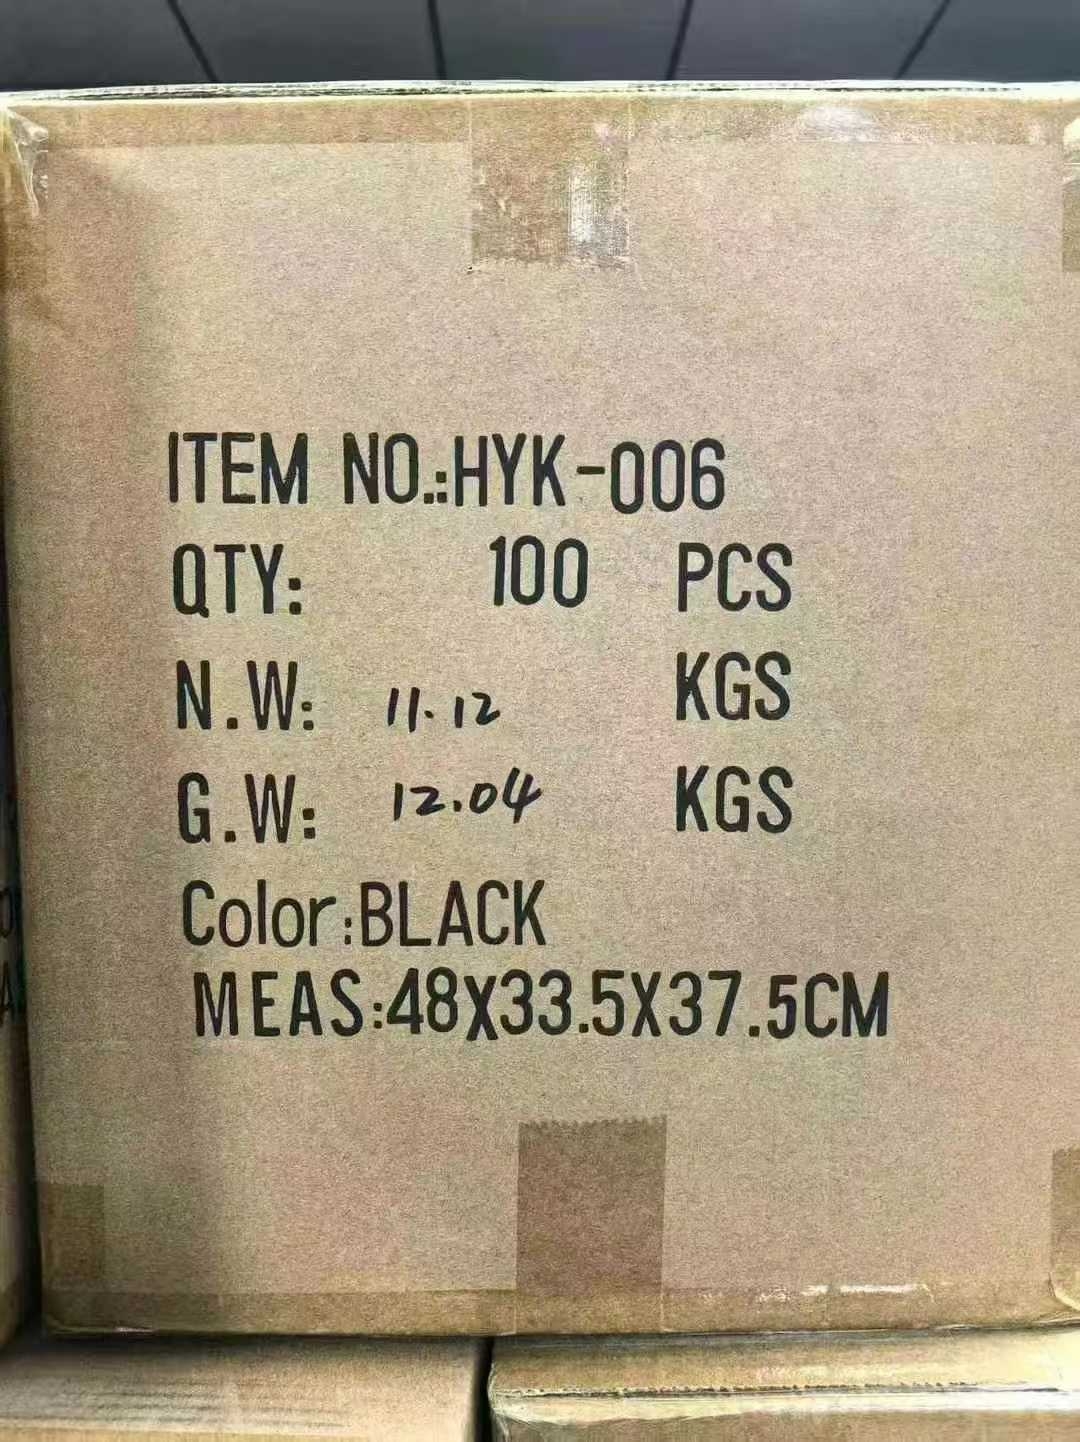 ITEM NO.:HYK-006
QTY: 100 PCS
N.W: 11.12 KGS
G.W: 12.04 KGS
Color:BLACK
MEAS:48X33.5X37.5CM